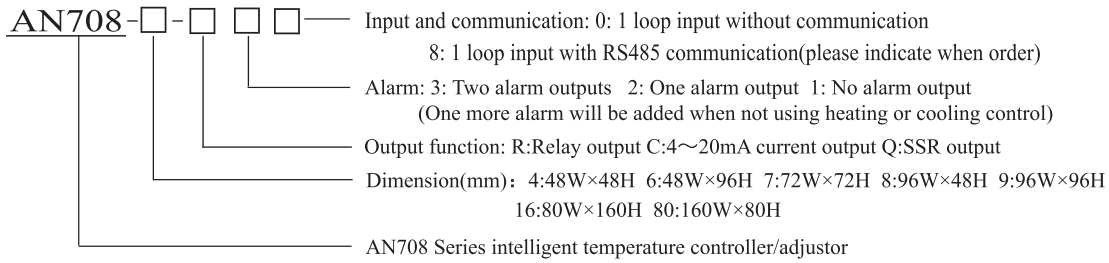 AN708-□-□ □ □ Input and communication: 0: 1 loop input without communication
8: 1 loop input with RS485 communication(please indicate when order)
Alarm: 3: Two alarm outputs 2: One alarm output 1: No alarm output
(One more alarm will be added when not using heating or cooling control)
Output function: R:Relay output C:4～20mA current output Q:SSR output
Dimension(mm)：4:48W×48H 6:48W×96H 7:72W×72H 8:96W×48H 9:96W×96H
16:80W×160H 80:160W×80H
AN708 Series intelligent temperature controller/adjustor